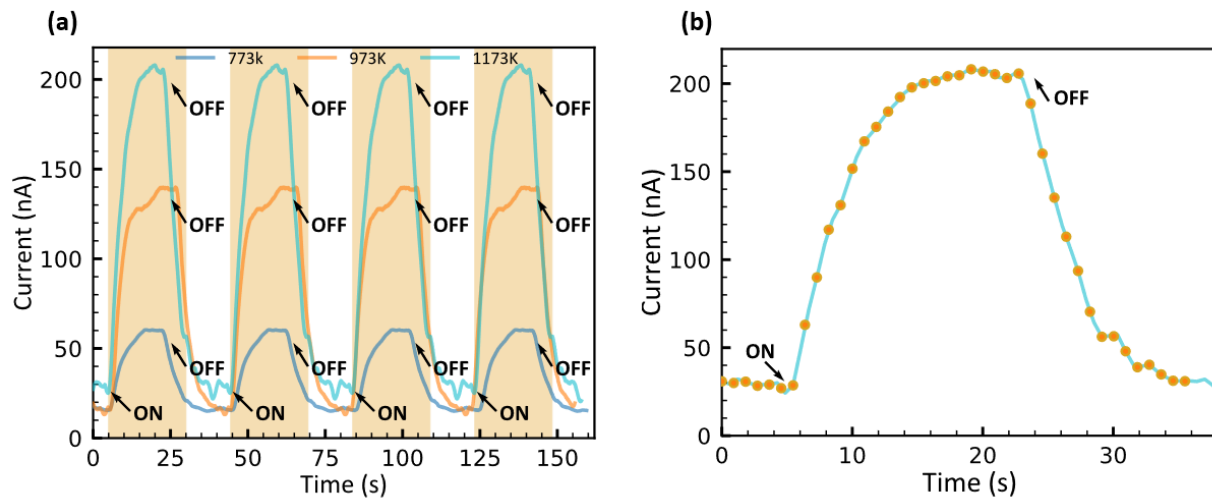 (a)
773k 973K 1173K
Current (nA)
200
150
100
50
0
OFF OFF OFF OFF
OFF OFF OFF OFF
OFF OFF OFF OFF
ON ON ON ON
0 25 50 75 100 125 150
Time (s)
(b)
Current (nA)
200
150
100
50
0
OFF
ON
0 10 20 30
Time (s)